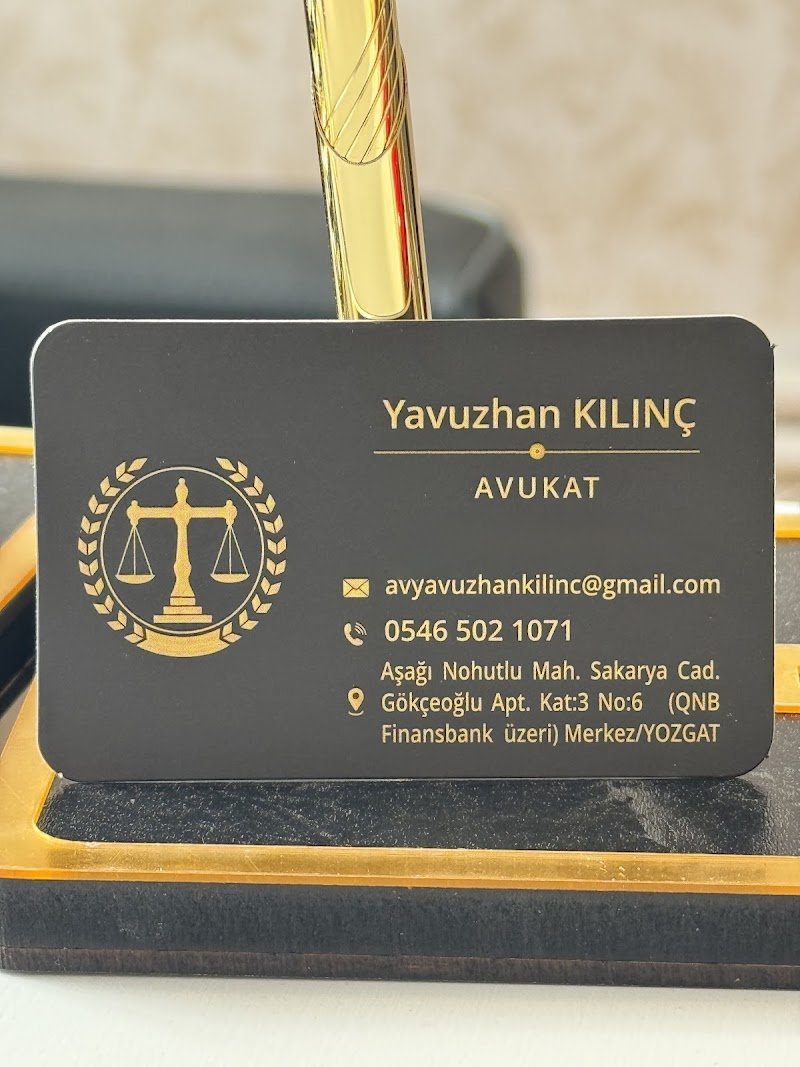 Yavuzhan KILINÇ
AVUKAT
avyavuzhankilinc@gmail.com
0546 502 1071
Aşağı Nohutlu Mah. Sakarya Cad.
Gökçeoğlu Apt. Kat:3 No:6 (QNB
Finansbank üzeri) Merkez/YOZGAT